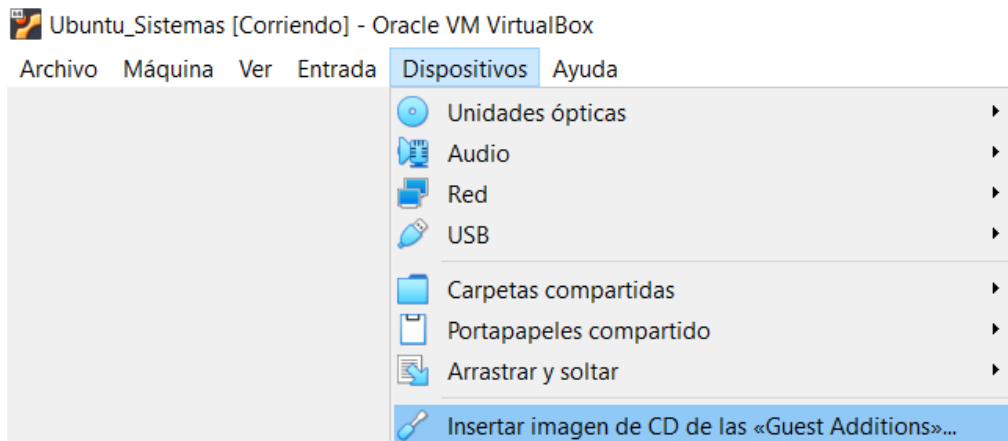 Ubuntu_Sistemas [Corriendo] - Oracle VM VirtualBox
Archivo Máquina Ver Entrada Dispositivos Ayuda
Unidades ópticas
Audio
Red
USB
Carpetas compartidas
Portapapeles compartido
Arrastrar y soltar
Insertar imagen de CD de las «Guest Additions»...